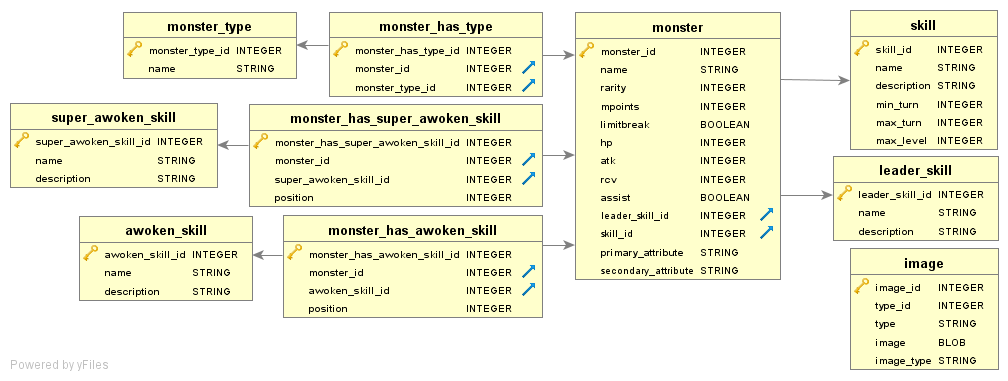 monster_type
monster_type_id INTEGER
name STRING
monster_has_type
monster_has_type_id INTEGER
monster_id INTEGER
monster_type_id INTEGER
monster
monster_id INTEGER
name STRING
rarity INTEGER
mpoints INTEGER
limitbreak BOOLEAN
hp INTEGER
atk INTEGER
rcv INTEGER
assist BOOLEAN
leader_skill_id INTEGER
skill_id INTEGER
primary_attribute STRING
secondary_attribute STRING
skill
skill_id INTEGER
name STRING
description STRING
min_turn INTEGER
max_turn INTEGER
max_level INTEGER
super_awoken_skill
super_awoken_skill_id INTEGER
name STRING
description STRING
monster_has_super_awoken_skill
monster_has_super_awoken_skill_id INTEGER
monster_id INTEGER
super_awoken_skill_id INTEGER
position INTEGER
leader_skill
leader_skill_id INTEGER
name STRING
description STRING
awoken_skill
awoken_skill_id INTEGER
name STRING
description STRING
monster_has_awoken_skill
monster_has_awoken_skill_id INTEGER
monster_id INTEGER
awoken_skill_id INTEGER
position INTEGER
image
image_id INTEGER
type_id INTEGER
type STRING
image BLOB
image_type STRING
Powered by yFiles